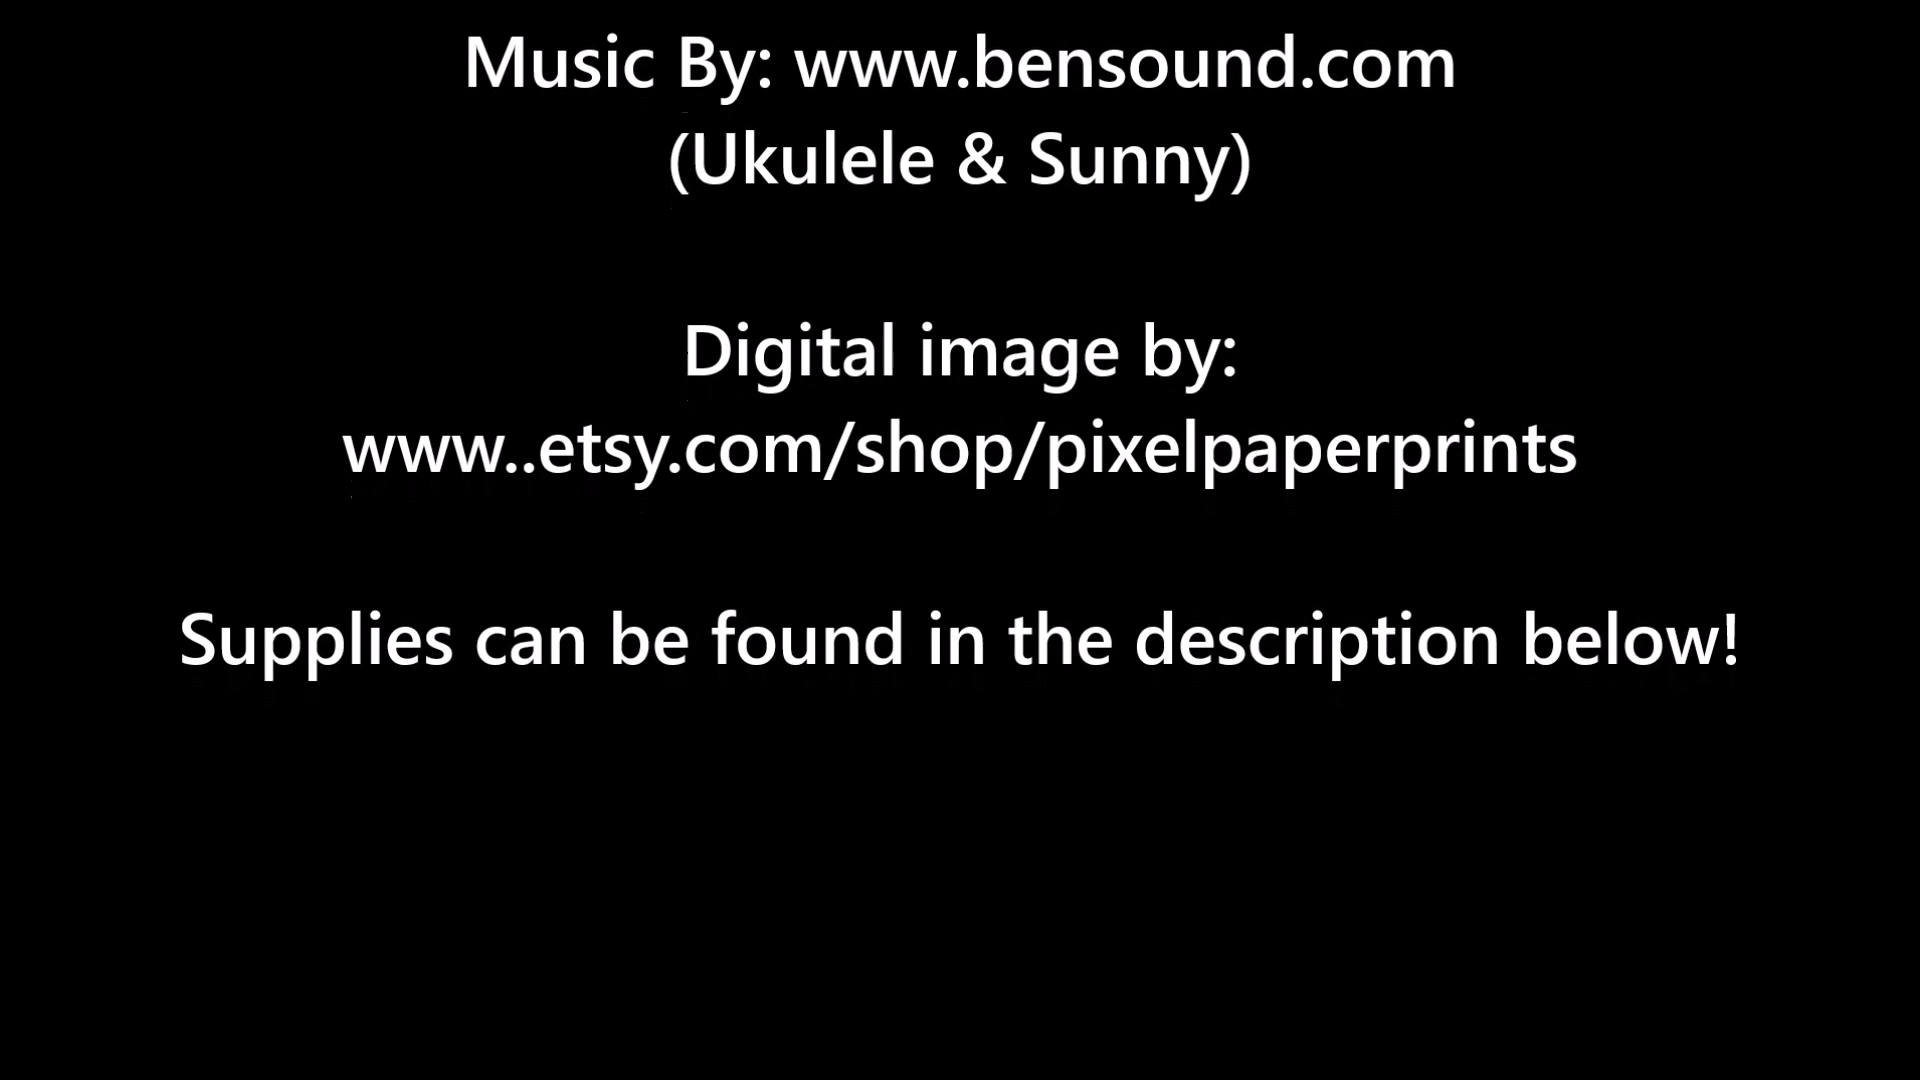 Music By: www.bensound.com
(Ukulele & Sunny)
Digital image by:
www..etsy.com/shop/pixelpaperprints
Supplies can be found in the description below!